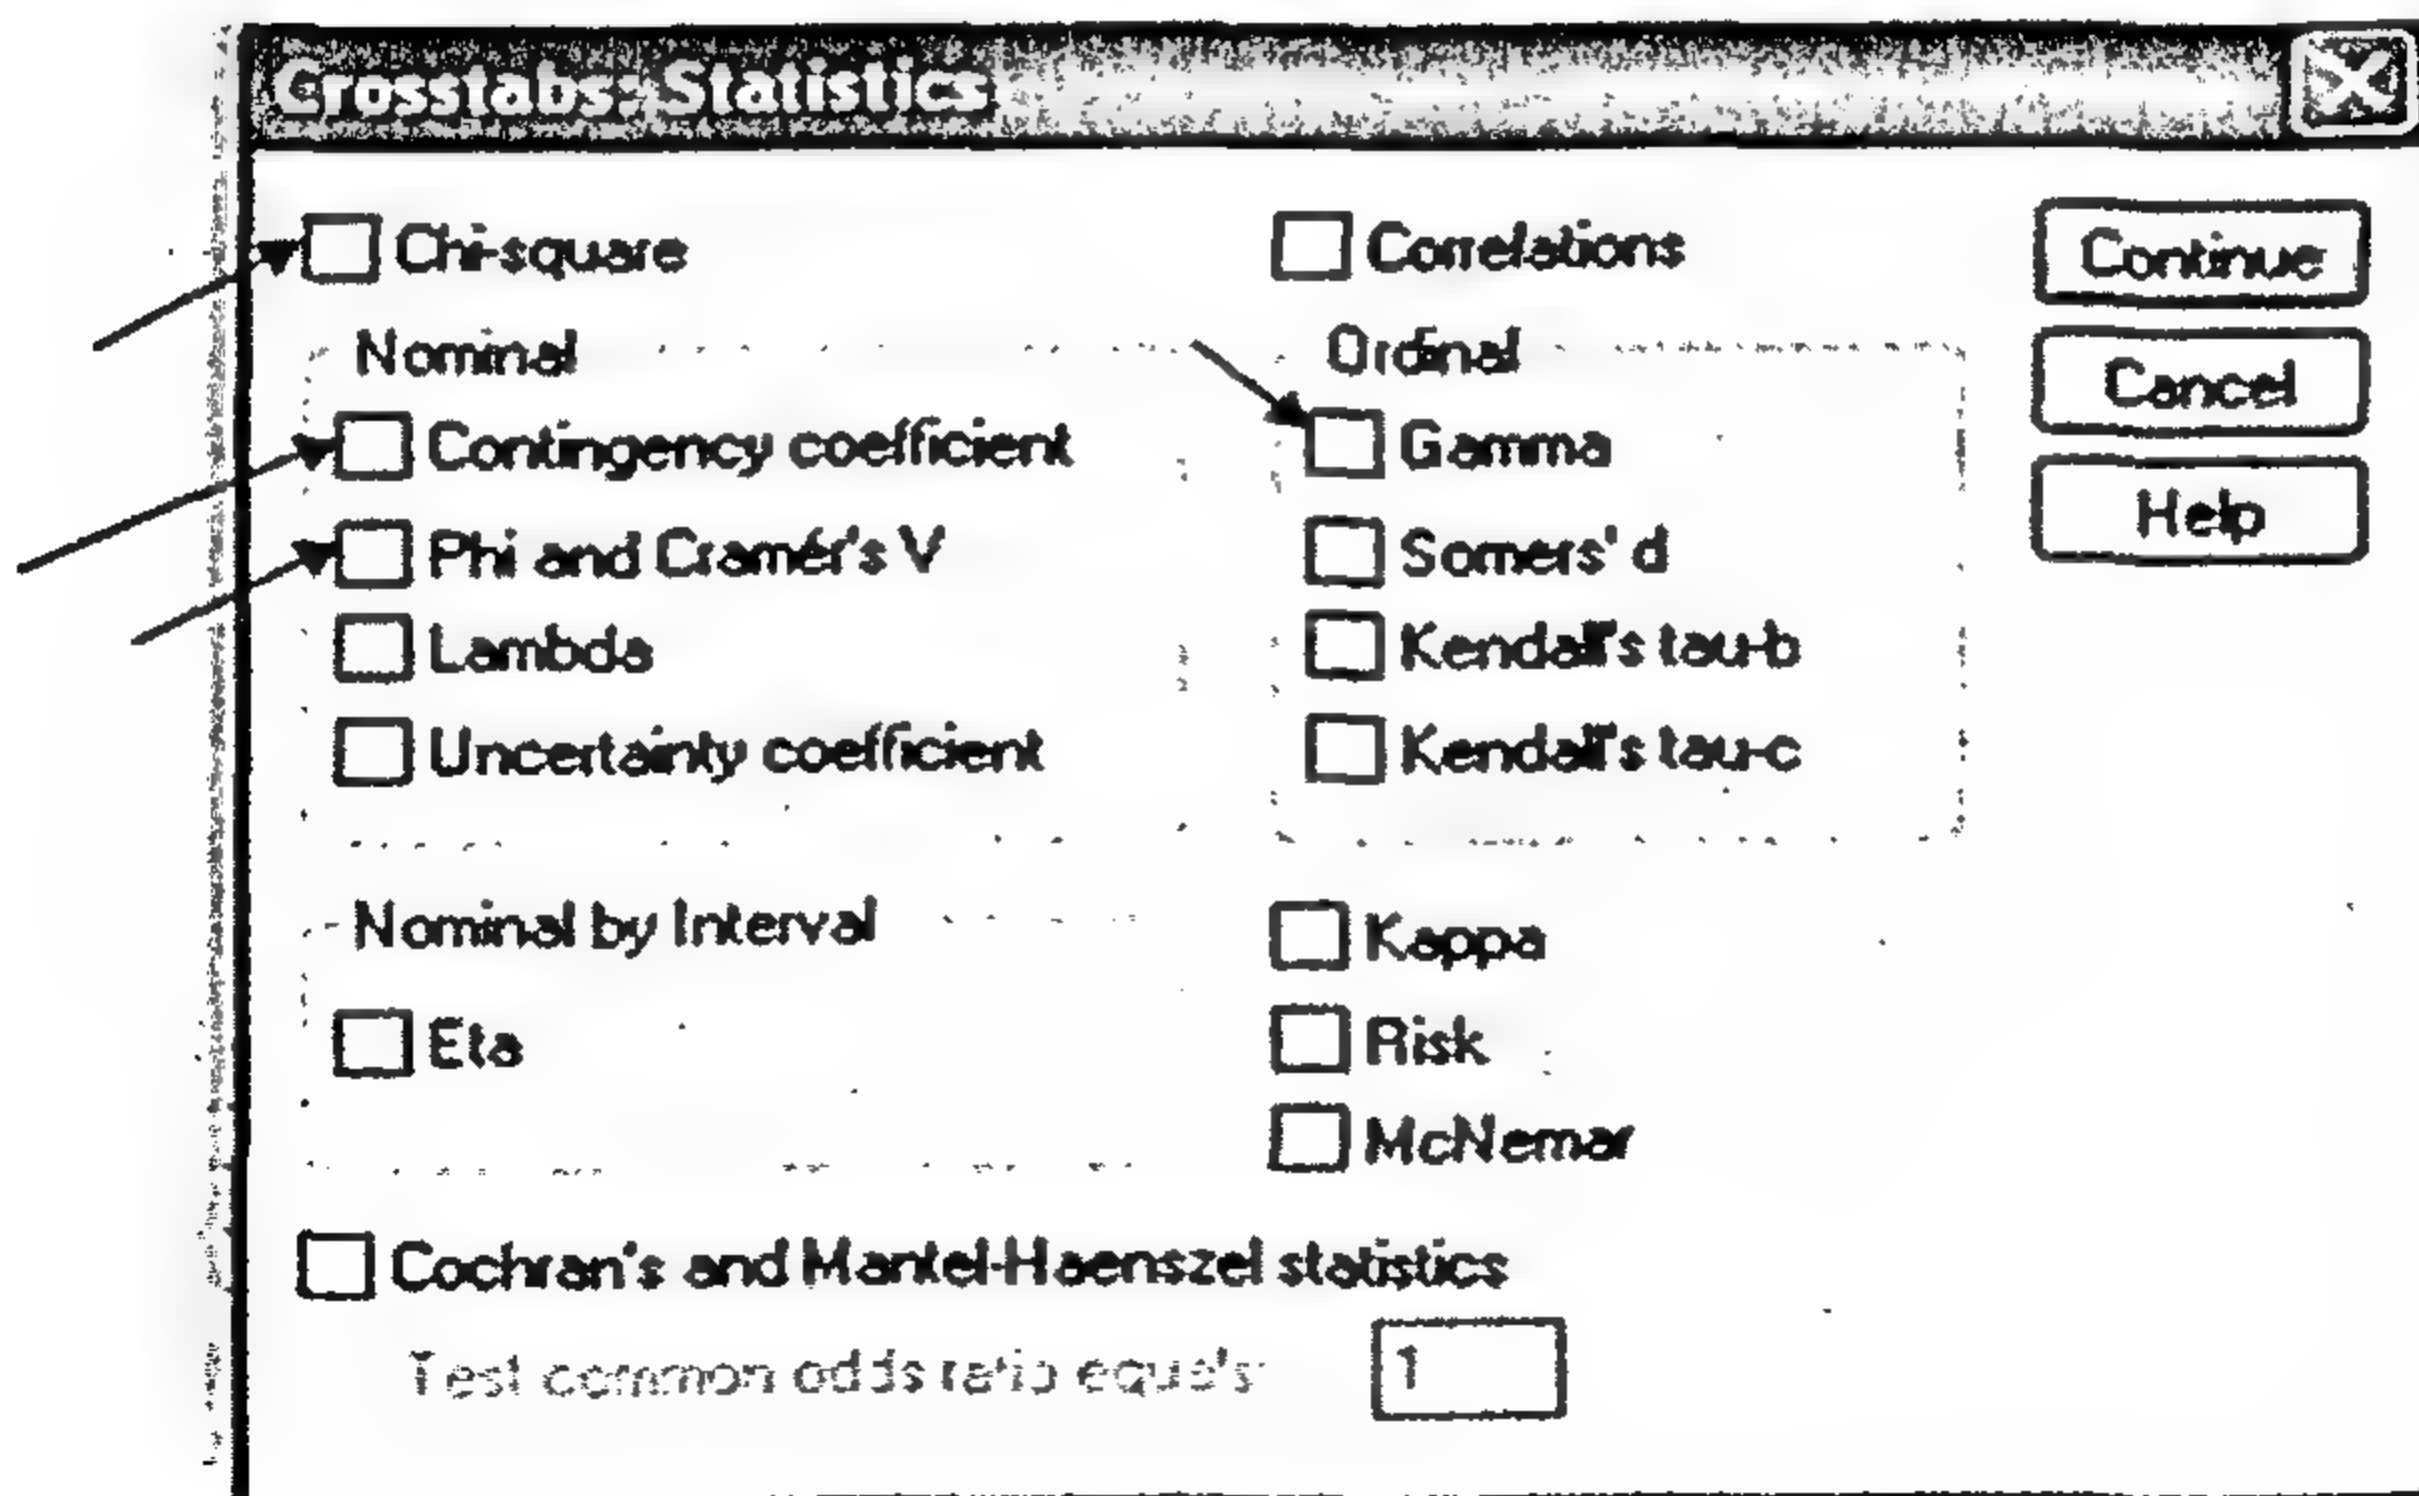 Crosstabs: Statistics
Chi-square
Correlations
Continue
Nominal
Ordinal
Cancel
Contingency coefficient
Gamma
Help
Phi and Cramér's V
Somers' d
Lambda
Kendall's tau-b
Uncertainty coefficient
Kendall's tau-c
Nominal by Interval
Kappa
Eta
Risk
McNemar
Cochran's and Mantel-Haenszel statistics
Test common odds ratio equals:
1